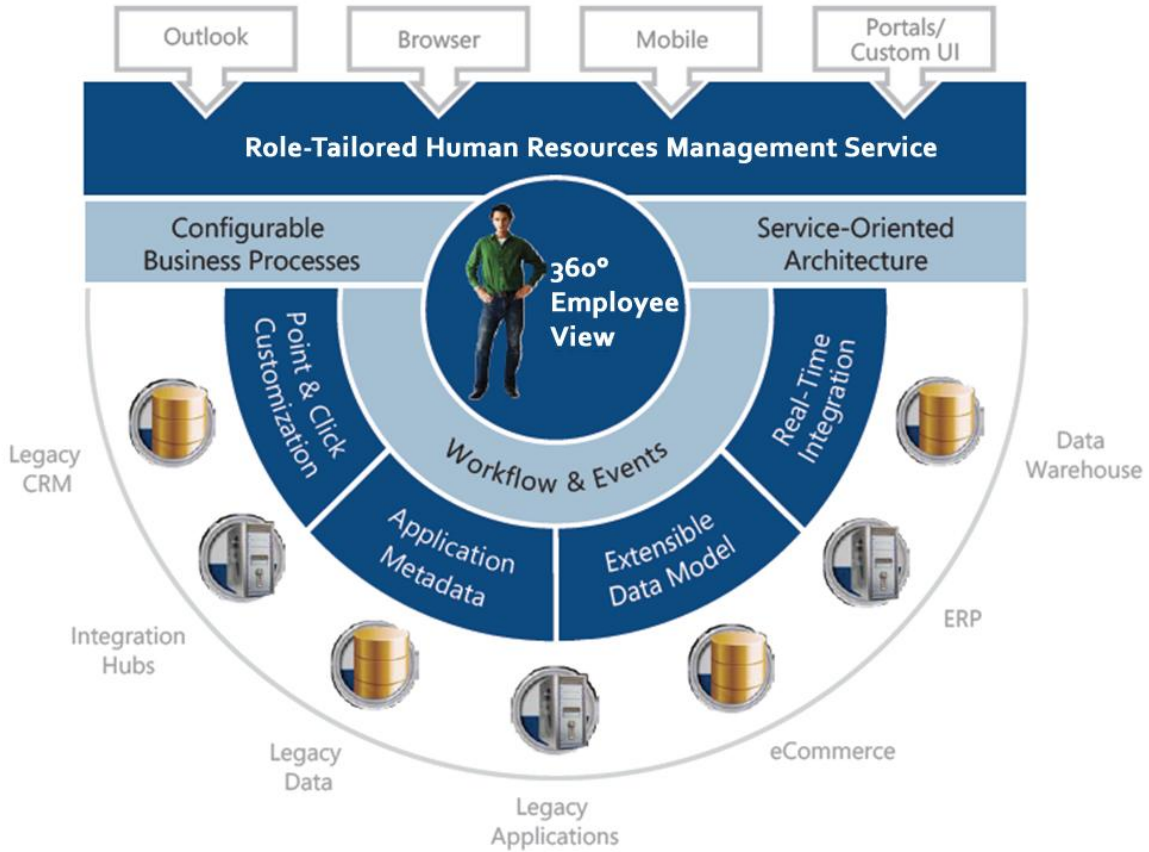 Outlook
Browser
Mobile
Portals/
Custom UI
Role-Tailored Human Resources Management Service
Configurable
Business Processes
Service-Oriented
Architecture
360°
Employee
View
Point & Click
Customization
Real-Time
Integration
Workflow & Events
Application
Metadata
Extensible
Data Model
Legacy
CRM
Data
Warehouse
Integration
Hubs
ERP
Legacy
Data
eCommerce
Legacy
Applications